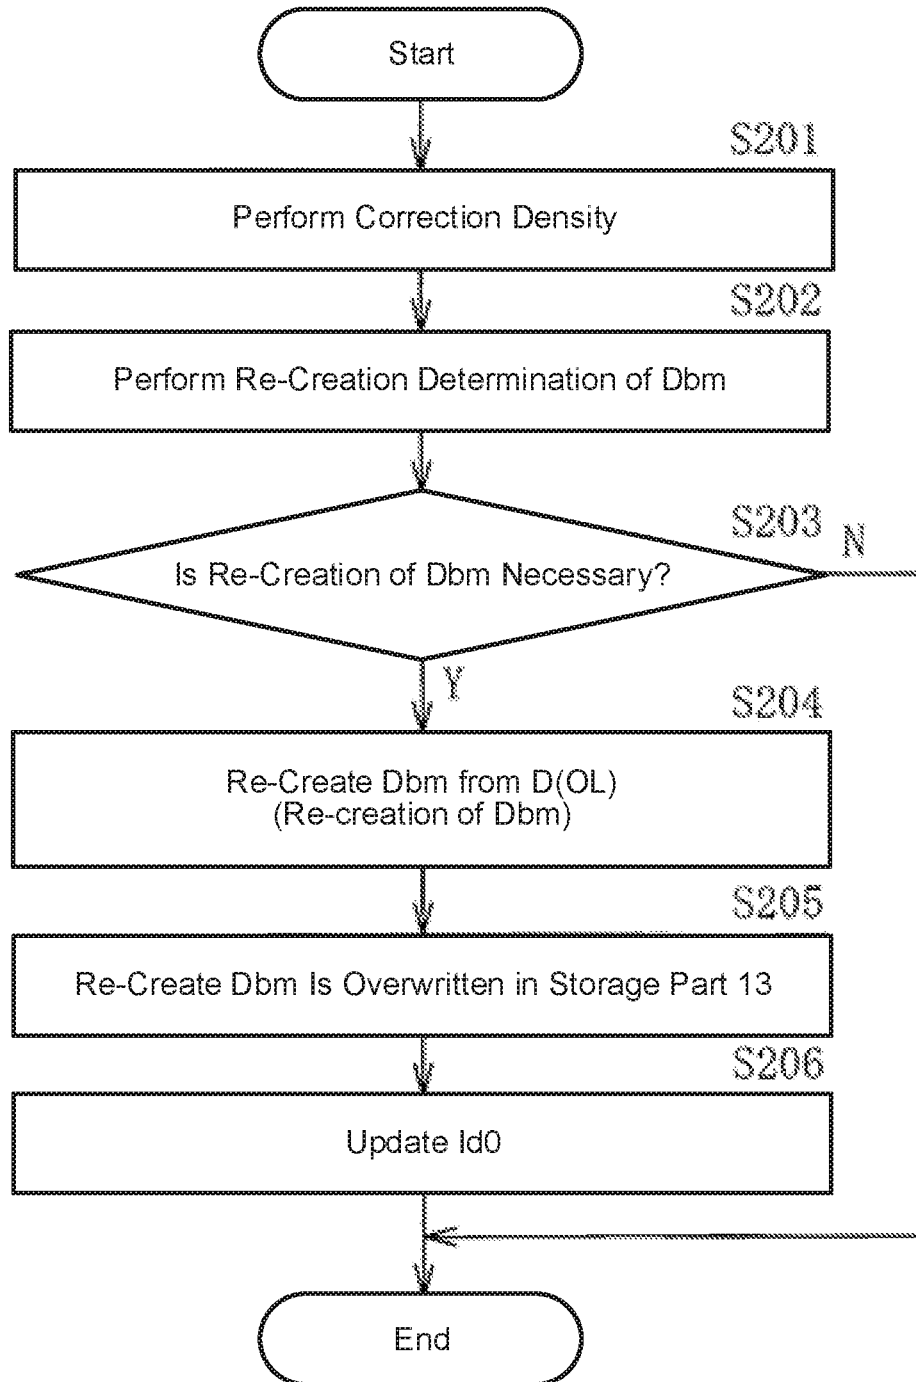 Start
S201
Perform Correction Density
S202
Perform Re-Creation Determination of Dbm
S203
N
Is Re-Creation of Dbm Necessary?
Y
S204
Re-Create Dbm from D(OL)
(Re-creation of Dbm)
S205
Re-Create Dbm Is Overwritten in Storage Part 13
S206
Update Id0
End